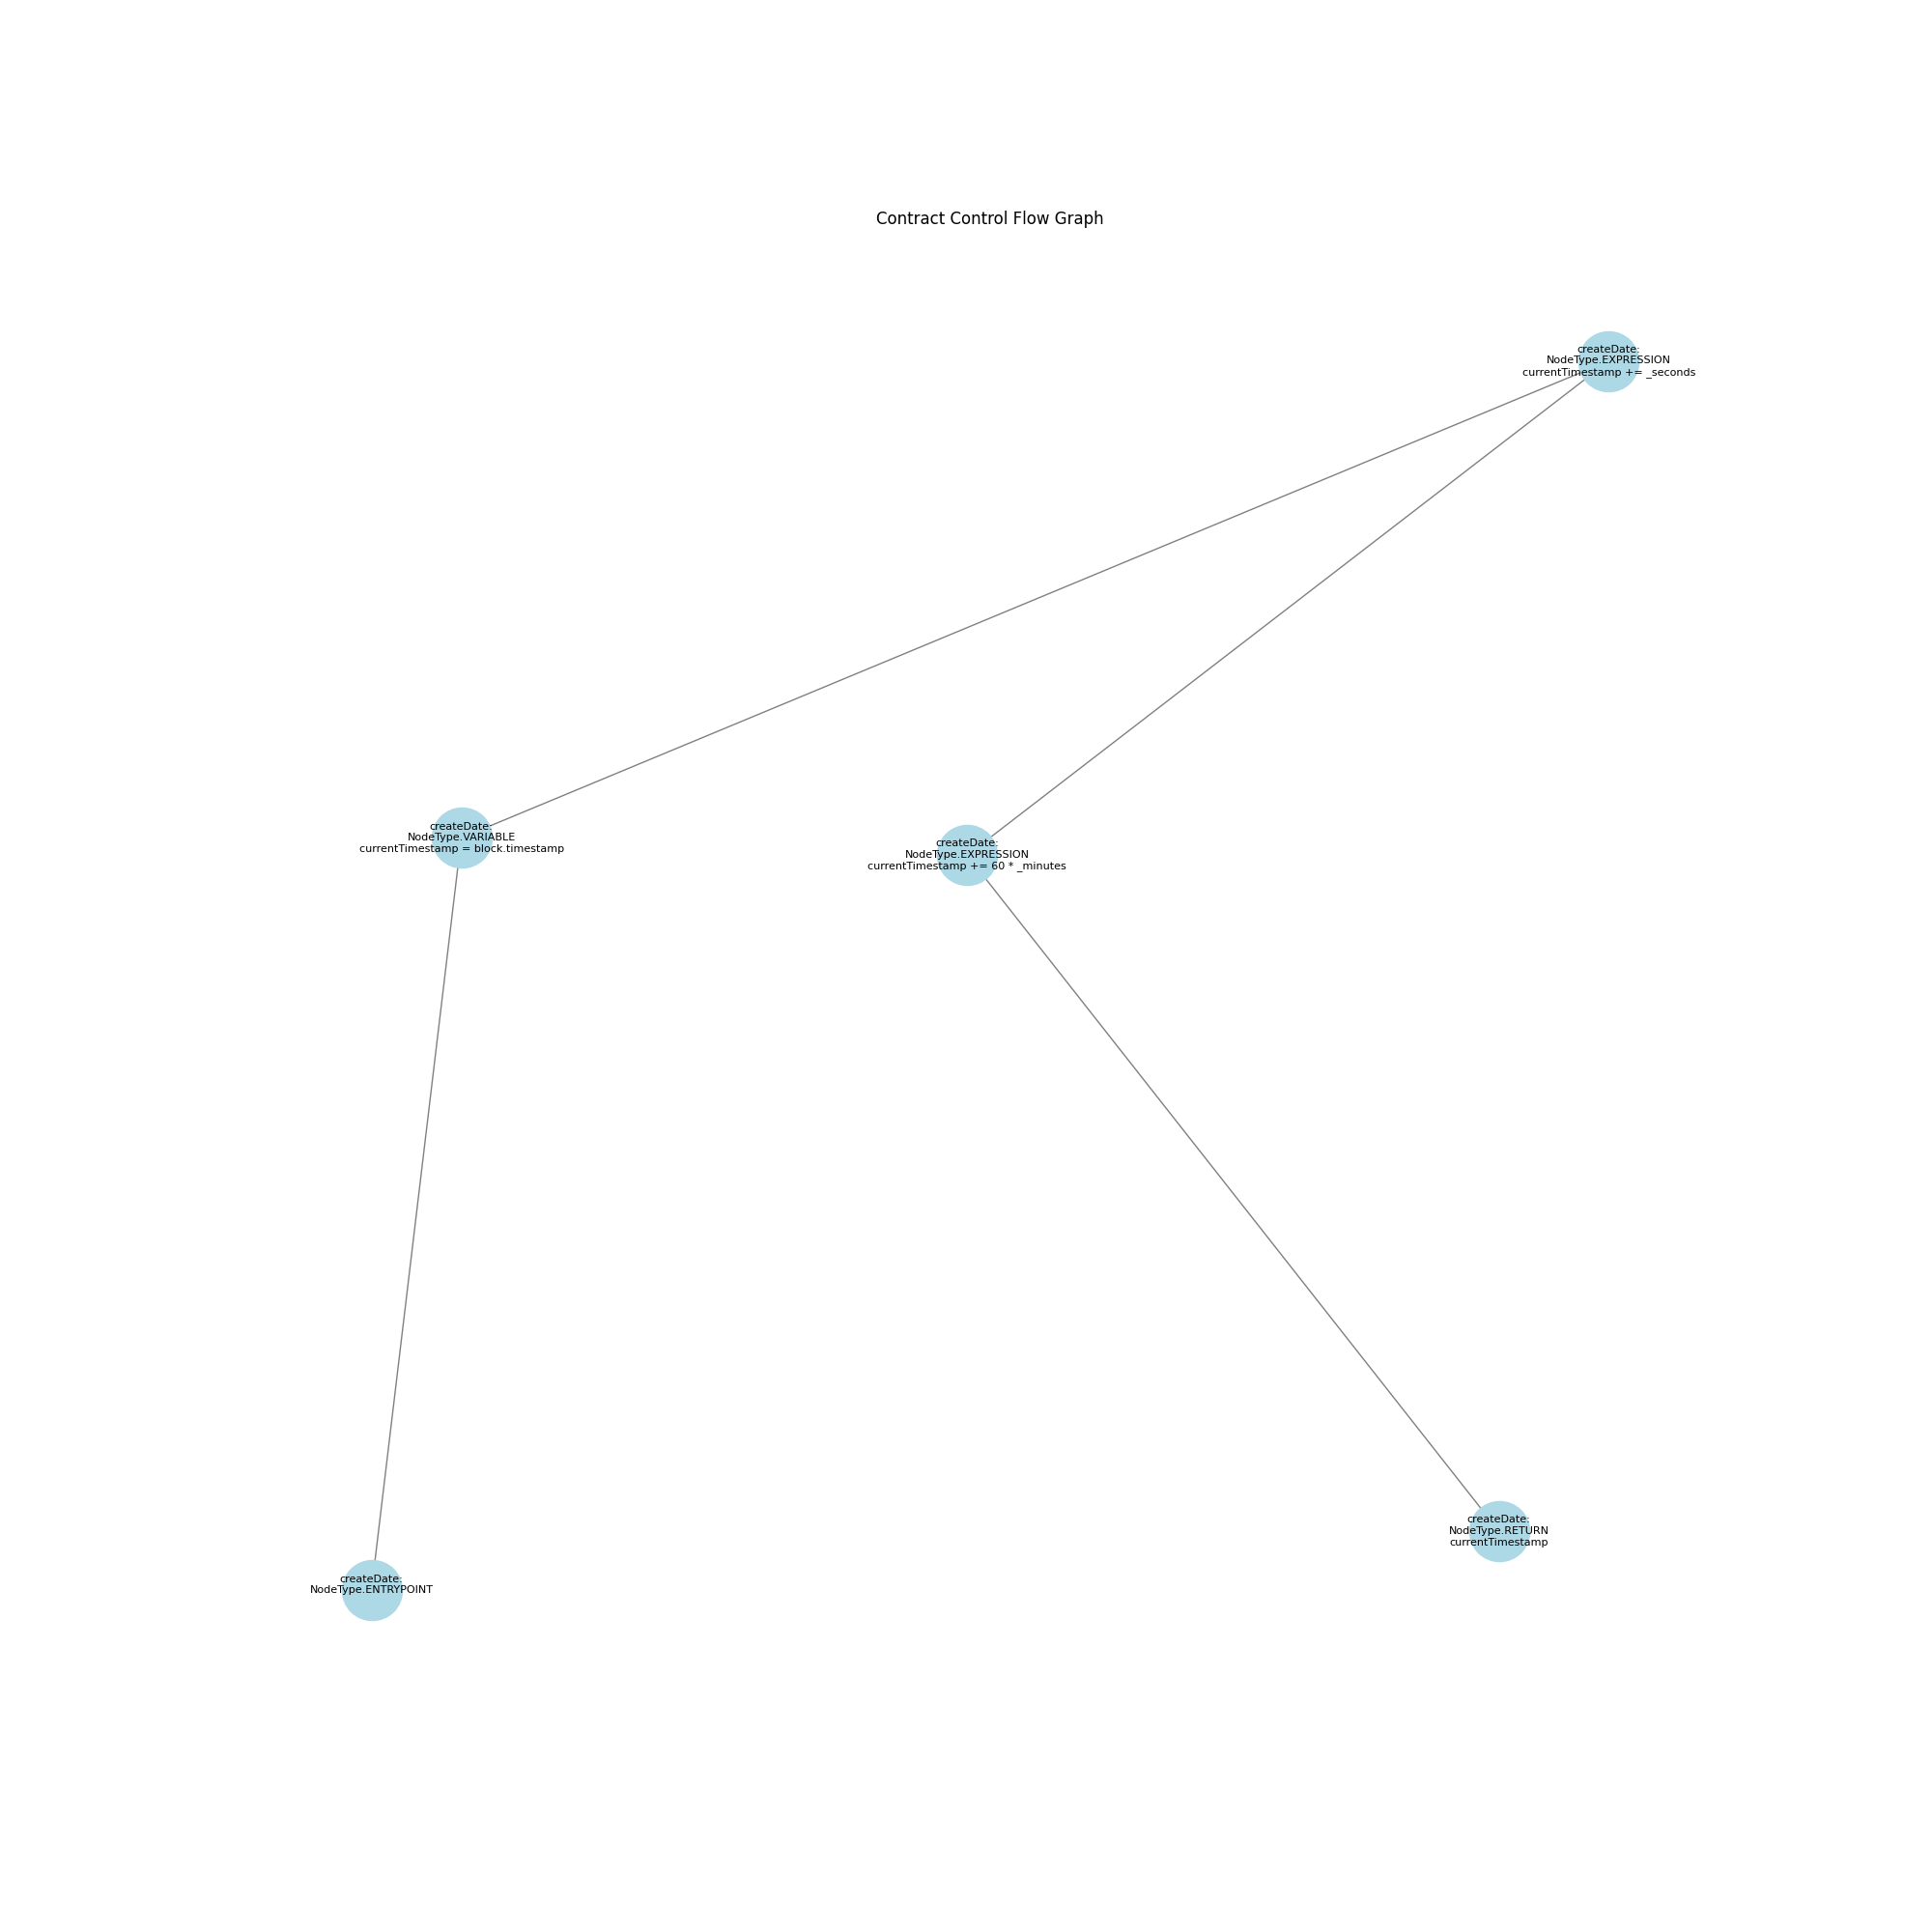 Contract Control Flow Graph
createDate:
NodeType.EXPRESSION
currentTimestamp += _seconds
createDate:
NodeType.VARIABLE
currentTimestamp = block.timestamp
createDate:
NodeType.EXPRESSION
currentTimestamp += 60 * _minutes
createDate:
NodeType.RETURN
currentTimestamp
createDate:
NodeType.ENTRYPOINT